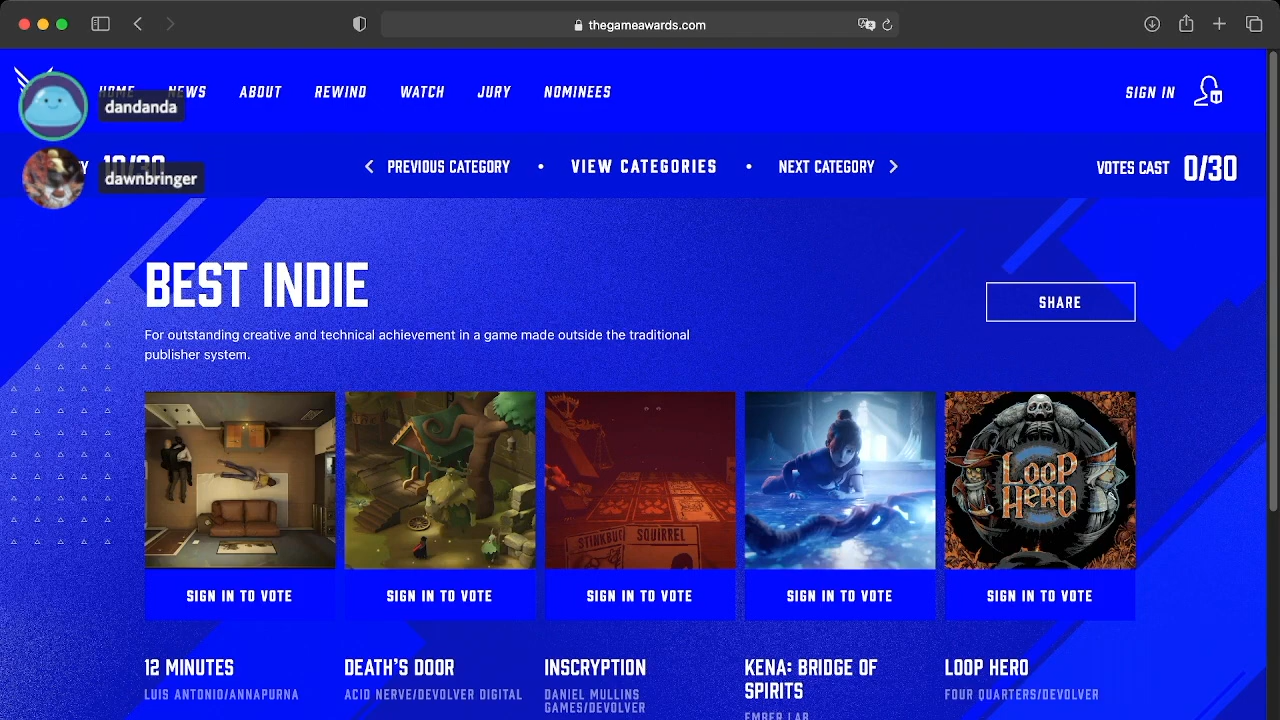 thegameawards.com
HOME NEWS ABOUT REWIND WATCH JURY NOMINEES
SIGN IN
dandanda
dawnbringer
PREVIOUS CATEGORY • VIEW CATEGORIES • NEXT CATEGORY
VOTES CAST 0/30
BEST INDIE
For outstanding creative and technical achievement in a game made outside the traditional
publisher system.
SHARE
STINKBUG SQUIRREL
LOOP
HERO
SIGN IN TO VOTE SIGN IN TO VOTE SIGN IN TO VOTE SIGN IN TO VOTE SIGN IN TO VOTE
12 MINUTES
LUIS ANTONIO/ANNAPURNA
DEATH'S DOOR
ACID NERVE/DEVOLVER DIGITAL
INSCRYPTION
DANIEL MULLINS
GAMES/DEVOLVER
KENA: BRIDGE OF
SPIRITS
EMBER LAB
LOOP HERO
FOUR QUARTERS/DEVOLVER